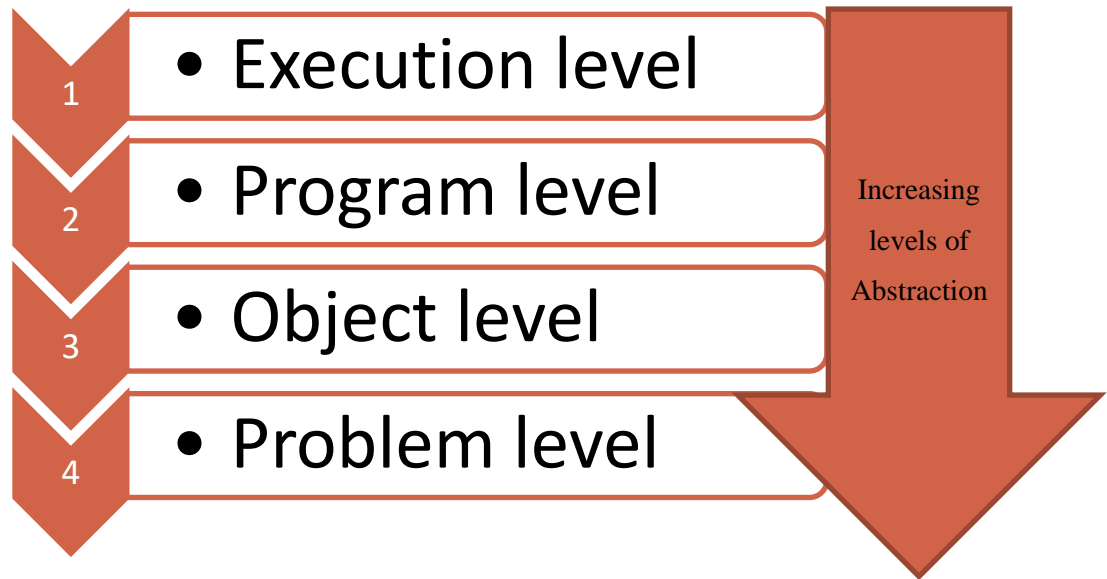 1
• Execution level
2
• Program level
3
• Object level
4
• Problem level
Increasing
levels of
Abstraction